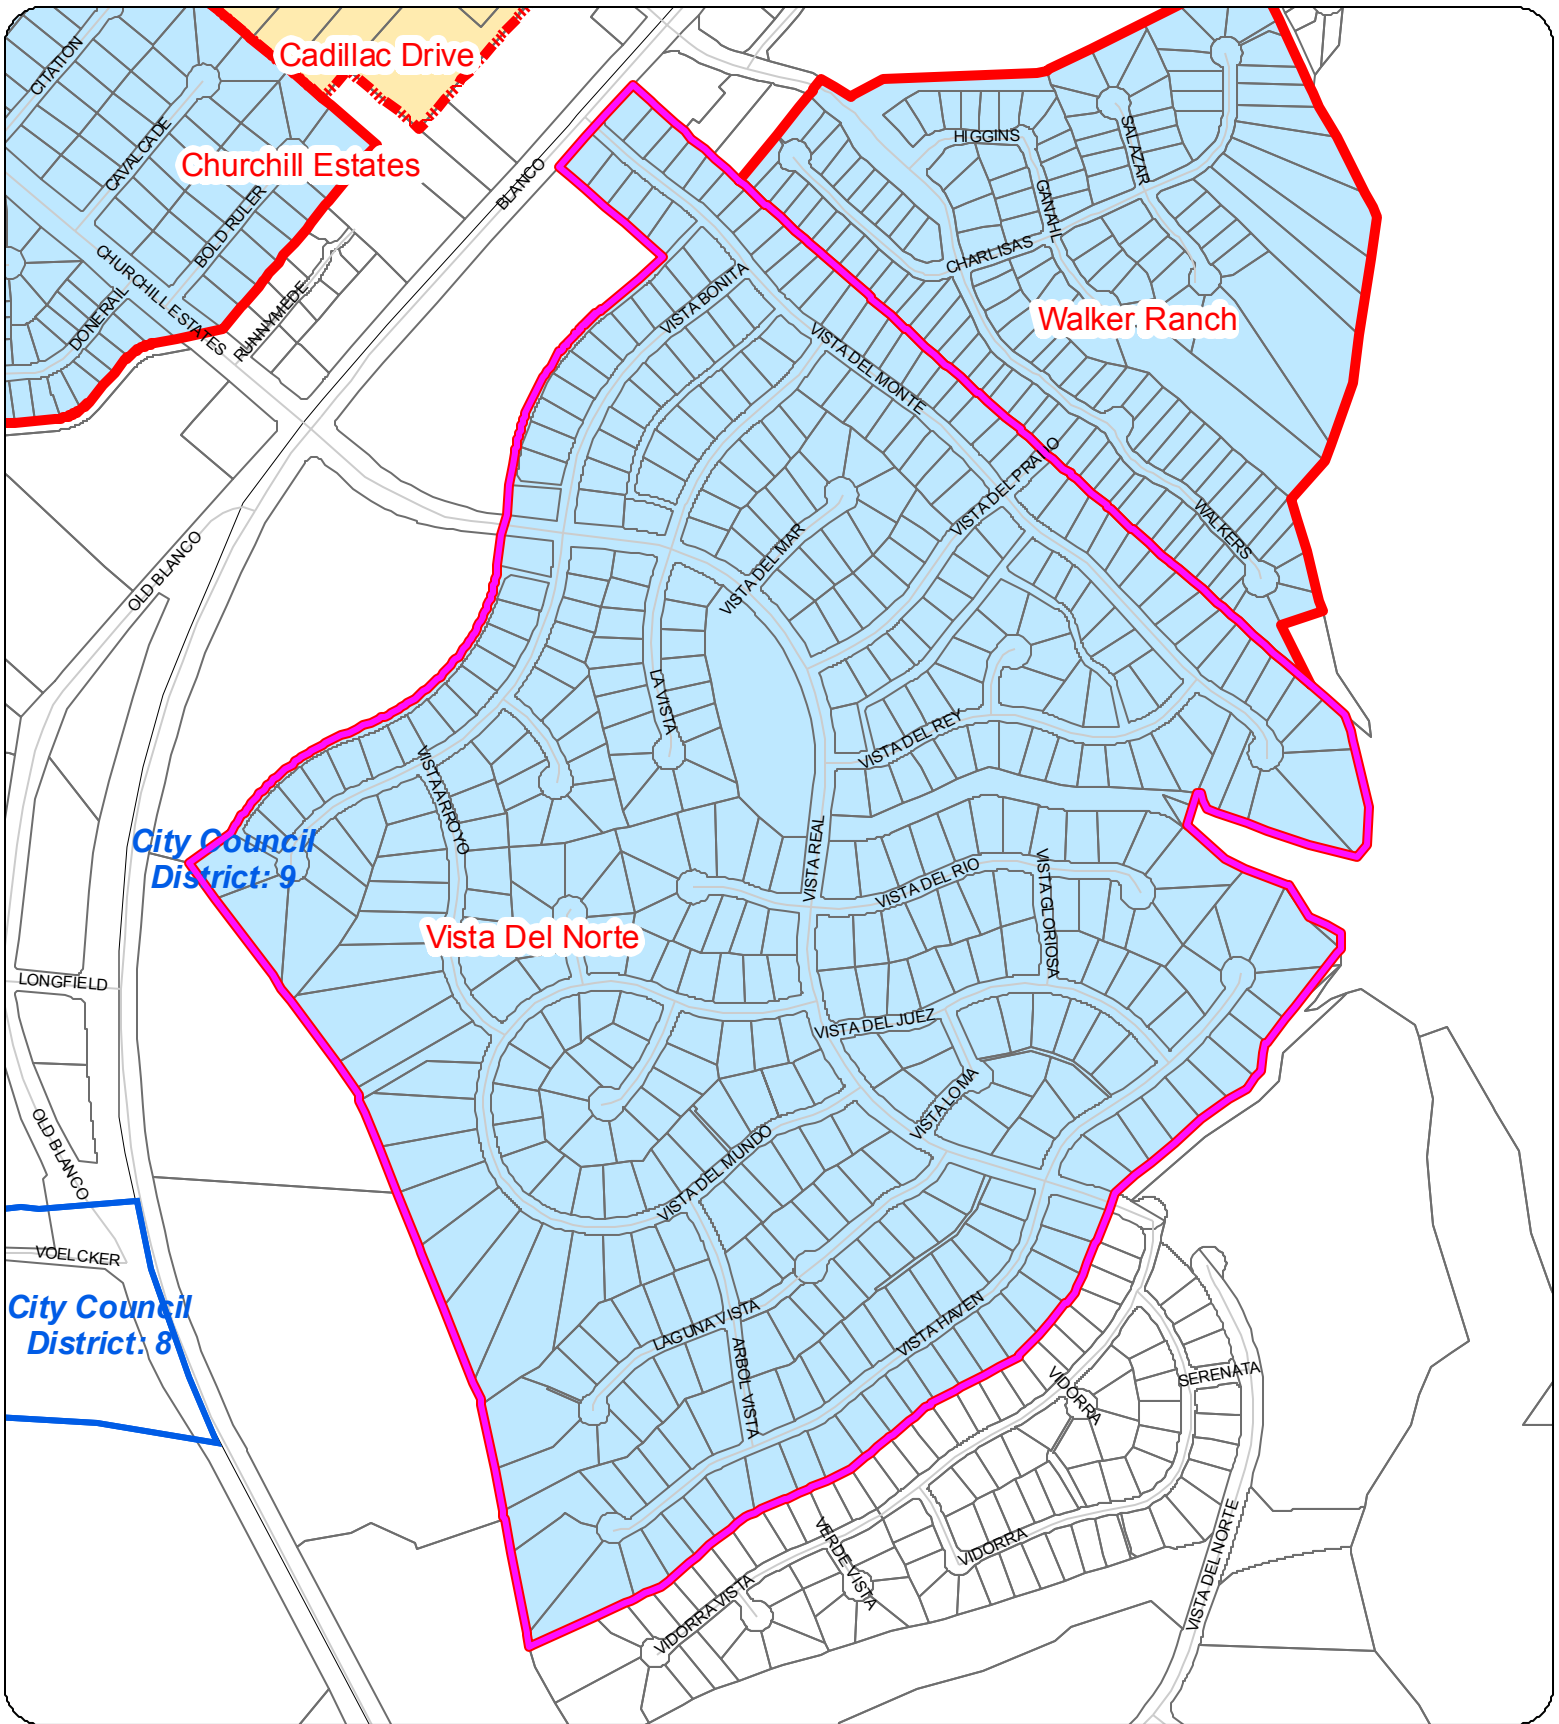 Cadillac Drive
CITATION
CAVALCADE
Churchill Estates
BOLD RULER
CHURCHILL ESTATES
DONERAIL
RUNNYMEDE
BLANCO
HIGGINS
SALAZAR
GANAHL
CHARLISAS
Walker Ranch
VISTA BONITA
VISTA DEL MONTE
VISTA DEL PRADO
WALKERS
VISTA DEL MAR
OLD BLANCO
LA VISTA
VISTA DEL REY
VISTA ARROYO
City Council
District: 9
VISTA REAL
VISTA DEL RIO
VISTA GLORIOSA
Vista Del Norte
LONGFIELD
VISTA DEL JUEZ
VISTA LOMA
OLD BLANCO
VISTA DEL MUNDO
VOELCKER
City Council
District: 8
LAGUNA VISTA
ARBOL VISTA
VISTA HAVEN
VIDORRA
SERENATA
VERDE VISTA
VIDORRA
VIDORRA VISTA
VISTA DEL NORTE